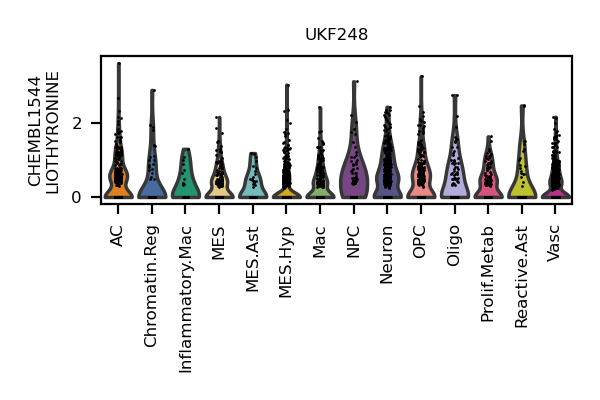 UKF248
CHEMBL1544
LIOTHYRONINE
2
0
AC
Chromatin.Reg
Inflammatory.Mac
MES
MES.Ast
MES.Hyp
Mac
NPC
Neuron
OPC
Oligo
Prolif.Metab
Reactive.Ast
Vasc